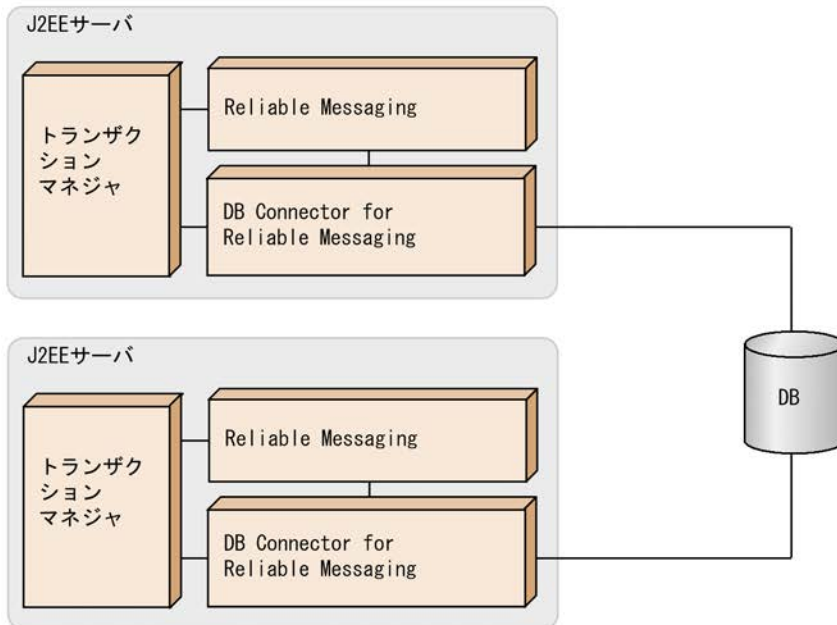 J2EEサーバ
トランザク
ション
マネジャ
Reliable Messaging
DB Connector for
Reliable Messaging
J2EEサーバ
トランザク
ション
マネジャ
Reliable Messaging
DB Connector for
Reliable Messaging
DB